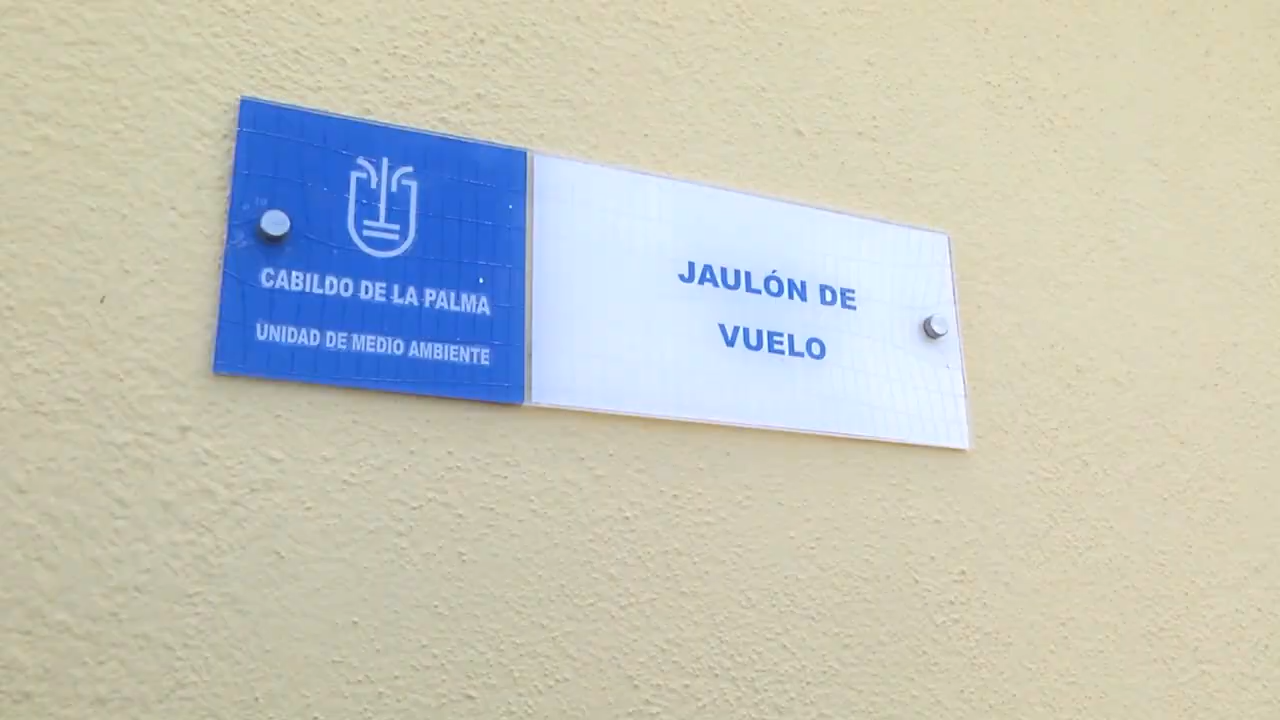 CABILDO DE LA PALMA
UNIDAD DE MEDIO AMBIENTE
JAULÓN DE
VUELO